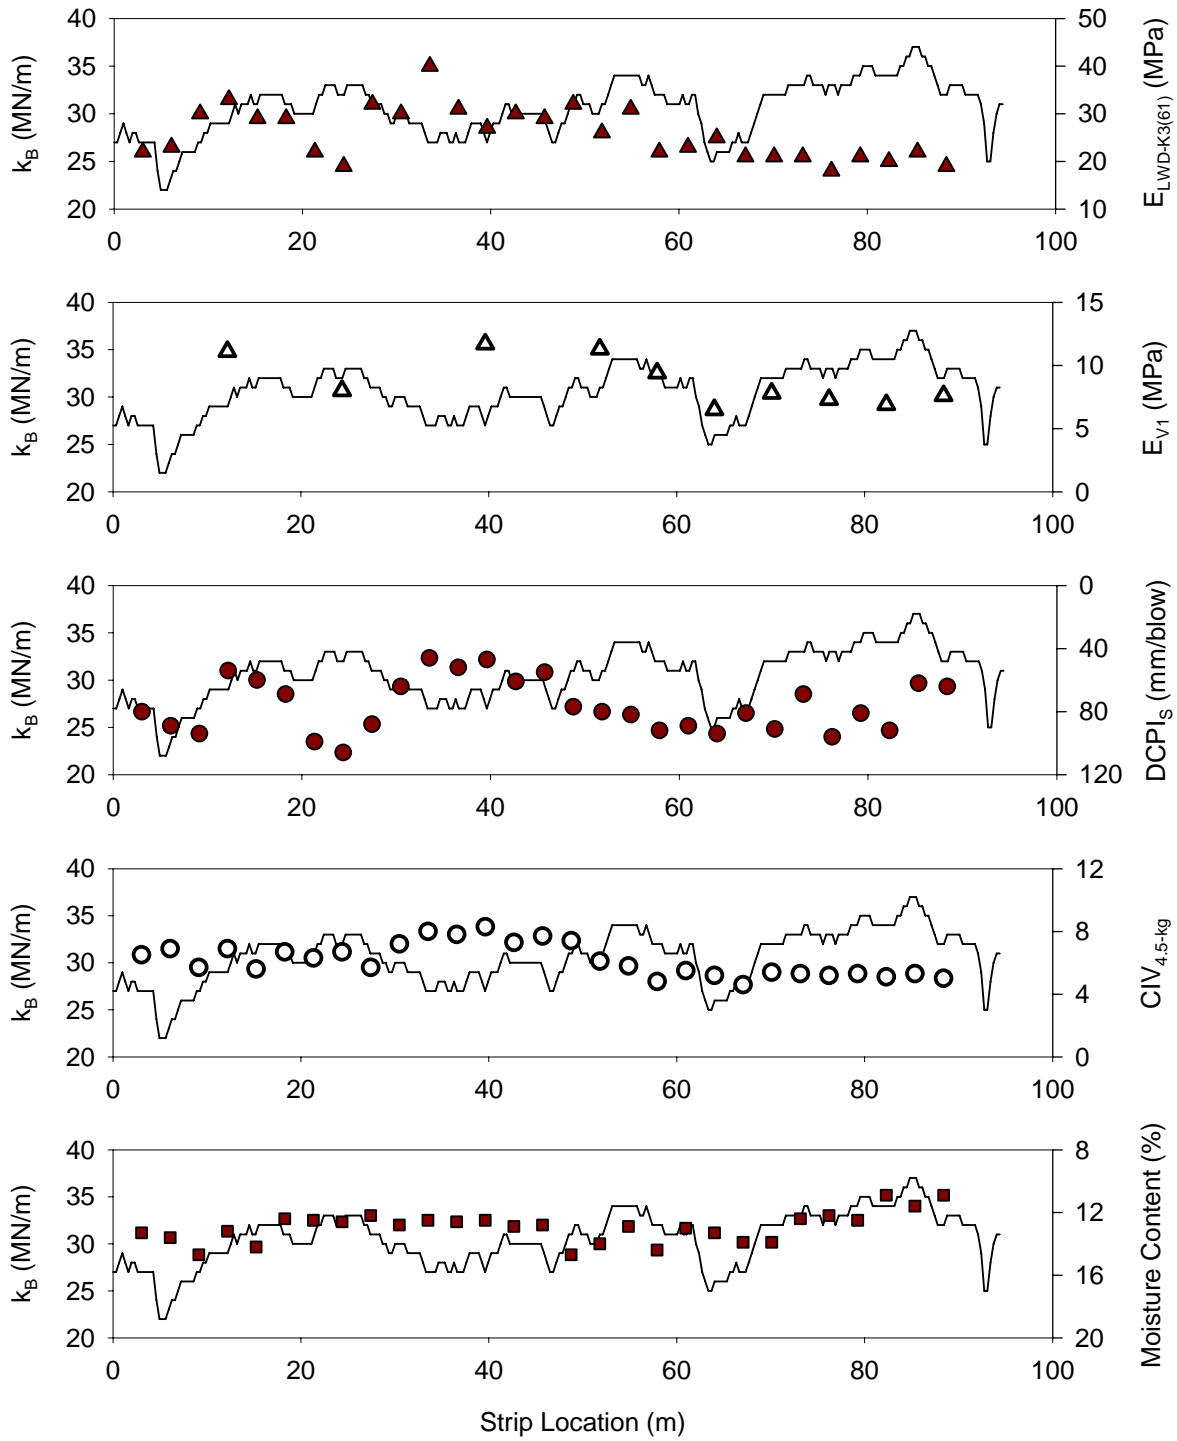 40 50
35 40
30 30
25 20
20 10
k_B (MN/m)
E_LWD-K3(61) (MPa)
0 20 40 60 80 100
40 15
35 10
30
25 5
20 0
k_B (MN/m)
E_V1 (MPa)
0 20 40 60 80 100
40 0
35 40
30
25 80
20 120
k_B (MN/m)
DCPI_S (mm/blow)
0 20 40 60 80 100
40 12
35 8
30
25 4
20 0
k_B (MN/m)
CIV_4.5-kg
0 20 40 60 80 100
40 8
35 12
30
25 16
20 20
k_B (MN/m)
Moisture Content (%)
0 20 40 60 80 100
Strip Location (m)